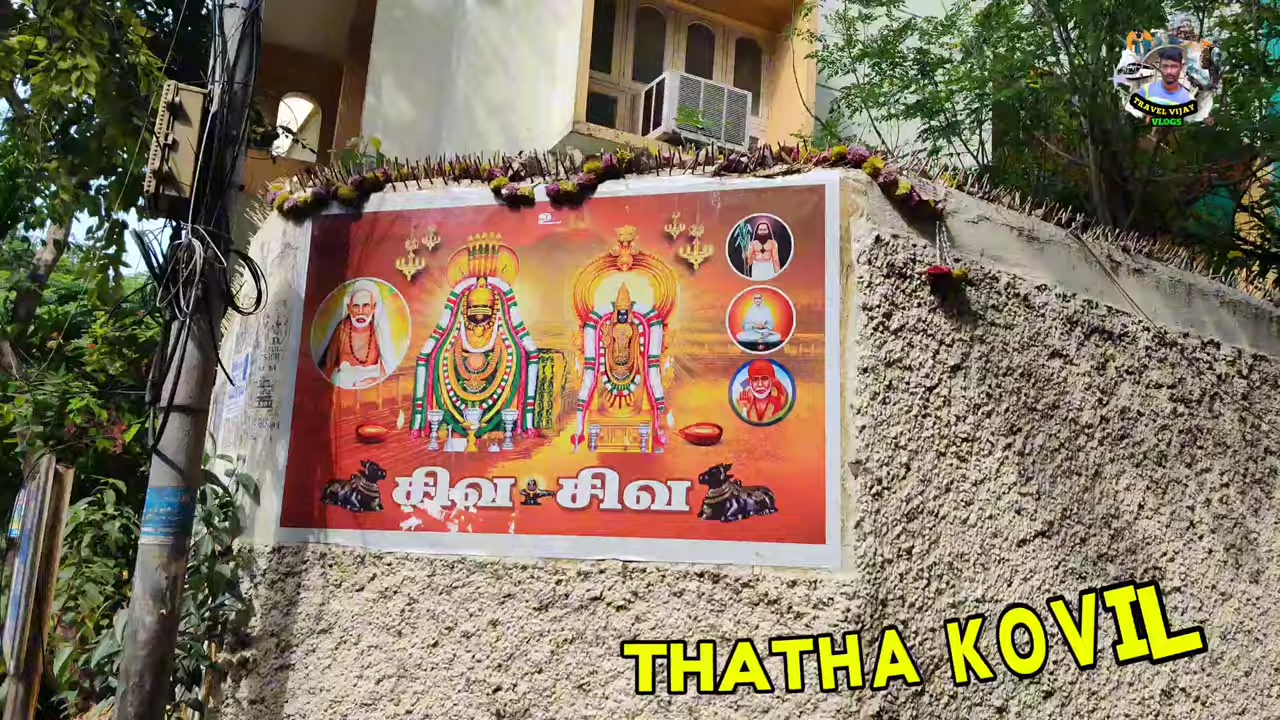 TRAVEL VIJAY
VLOGS
சிவ சிவ
THATHA KOVIL